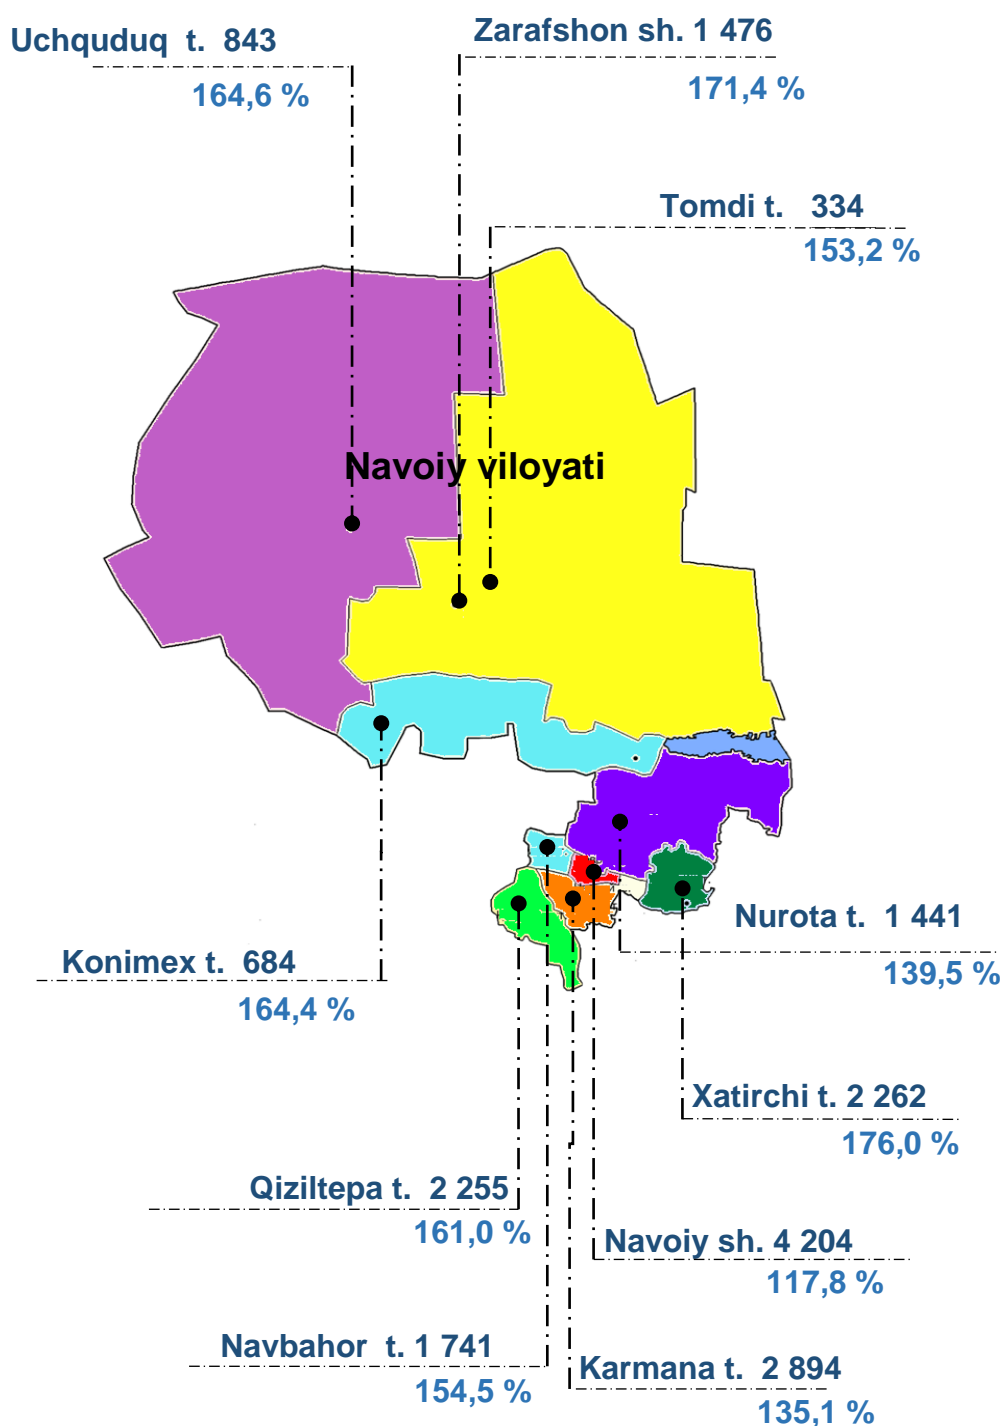 Uchquduq t. 843
164,6 %
Zarafshon sh. 1 476
171,4 %
Tomdi t. 334
153,2 %
Navoiy viloyati
Nurota t. 1 441
139,5 %
Konimex t. 684
164,4 %
Xatirchi t. 2 262
176,0 %
Qiziltepa t. 2 255
161,0 %
Navoiy sh. 4 204
117,8 %
Navbahor t. 1 741
154,5 %
Karmana t. 2 894
135,1 %